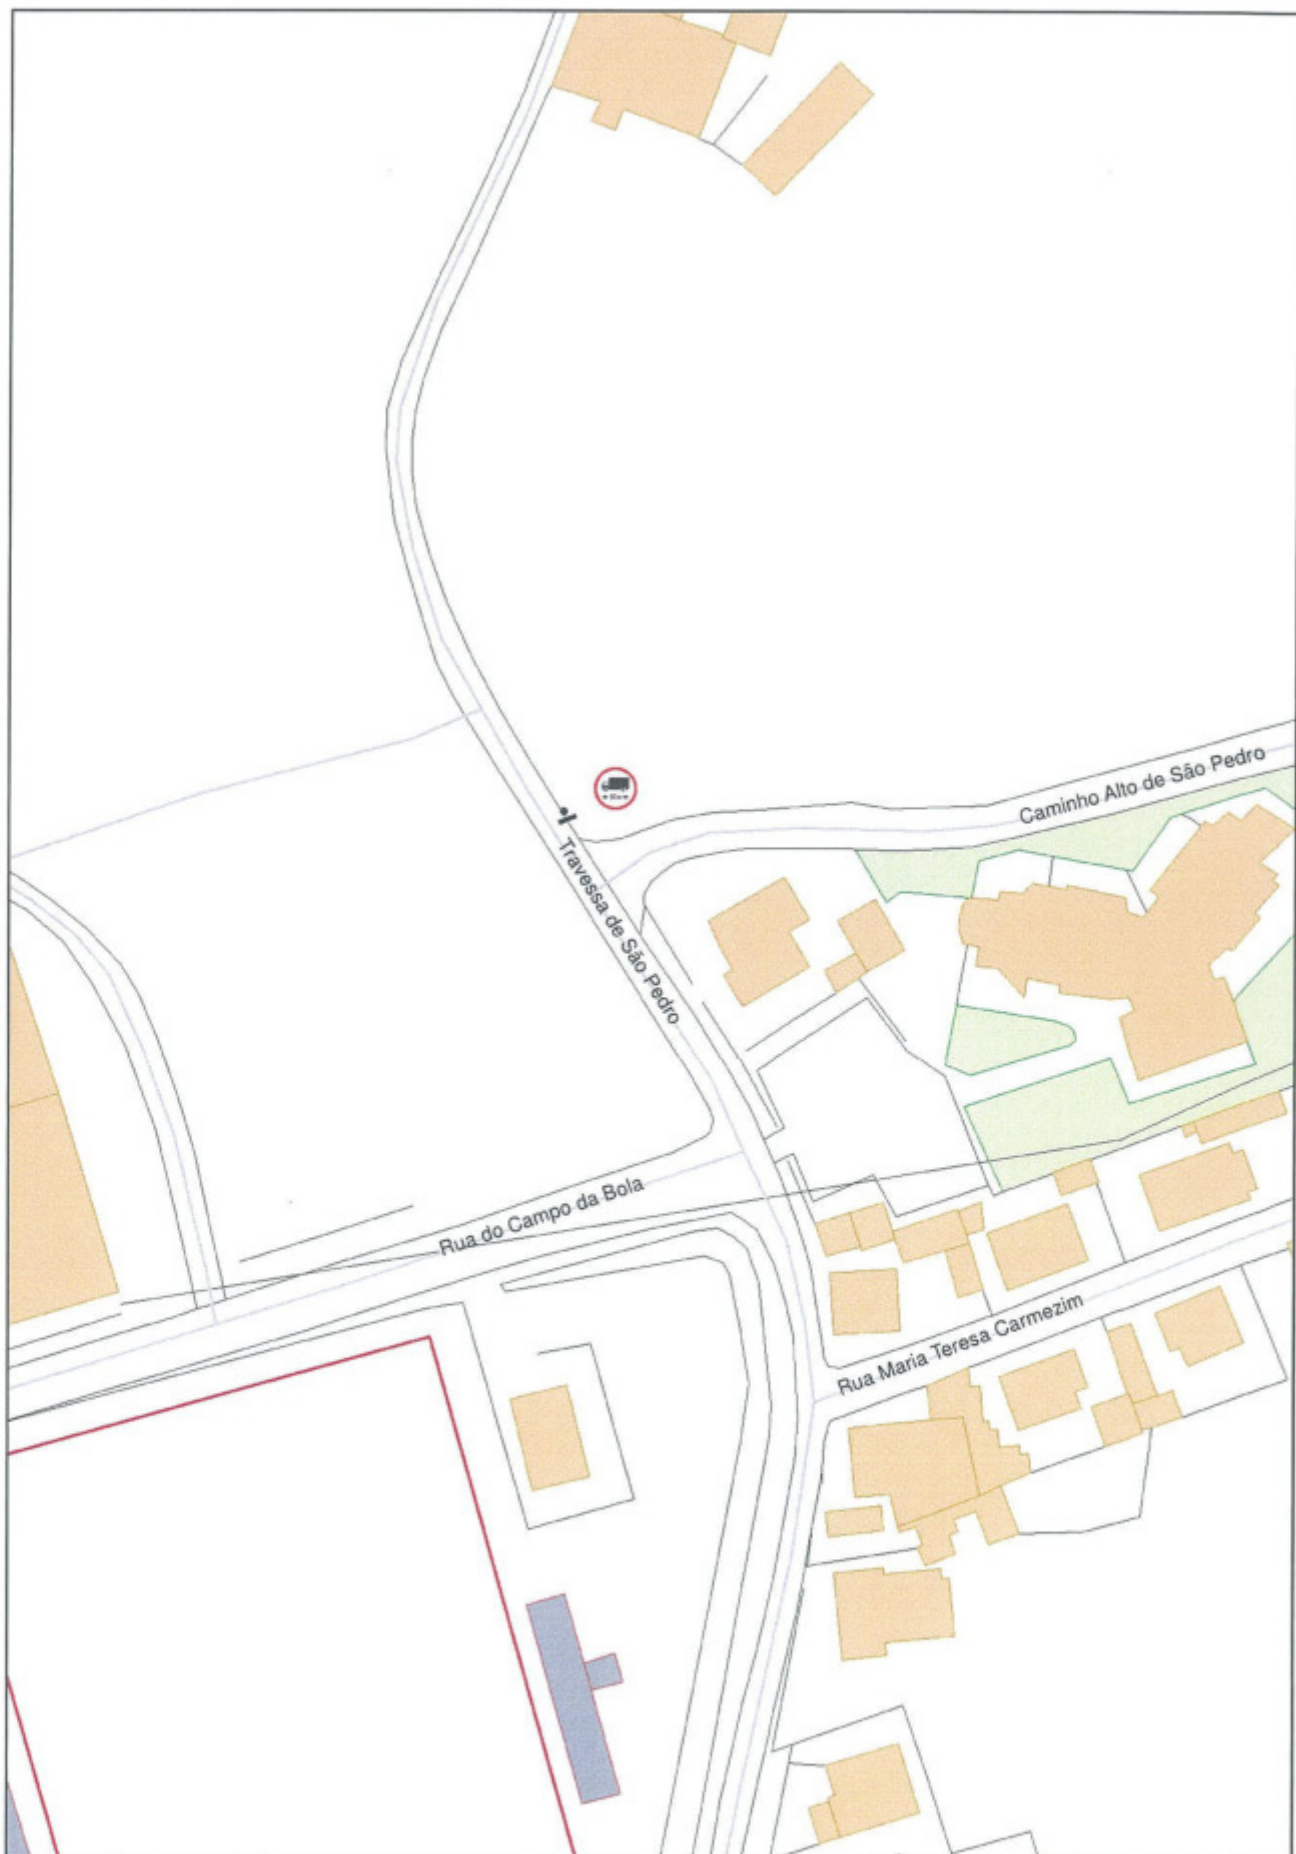 Caminho Alto de São Pedro
Travessa de São Pedro
Rua do Campo da Bola
Rua Maria Teresa Carmezim